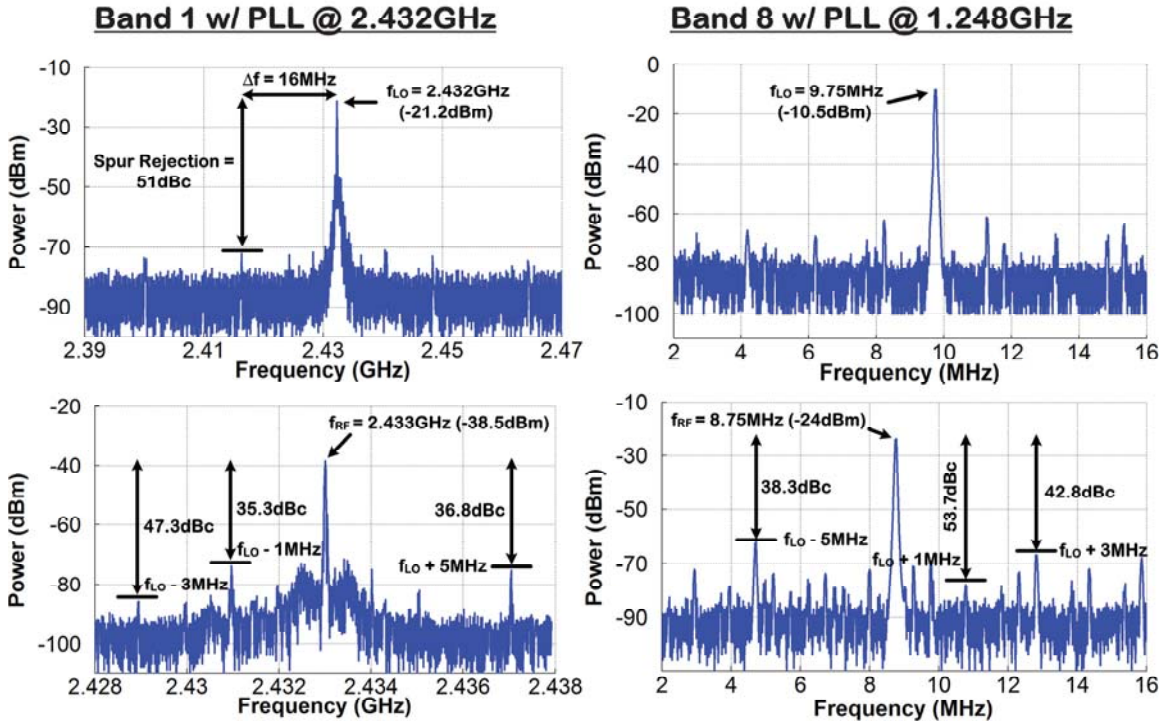 Band 1 w/ PLL @ 2.432GHz
Band 8 w/ PLL @ 1.248GHz
-10
-30
-50
-70
-90
Power (dBm)
Δf = 16MHz
fLO = 2.432GHz
(-21.2dBm)
Spur Rejection =
51dBc
2.39
2.41
2.43
2.45
2.47
Frequency (GHz)
0
-20
-40
-60
-80
-100
Power (dBm)
fLO = 9.75MHz
(-10.5dBm)
2
4
6
8
10
12
14
16
Frequency (MHz)
-20
-40
-60
-80
-100
Power (dBm)
fRF = 2.433GHz (-38.5dBm)
47.3dBc
35.3dBc
36.8dBc
fLO - 3MHz
fLO - 1MHz
fLO + 5MHz
2.428
2.430
2.432
2.434
2.436
2.438
Frequency (GHz)
-10
-30
-50
-70
-90
Power (dBm)
fRF = 8.75MHz (-24dBm)
38.3dBc
53.7dBc
42.8dBc
fLO - 5MHz
fLO + 1MHz
fLO + 3MHz
2
4
6
8
10
12
14
16
Frequency (MHz)